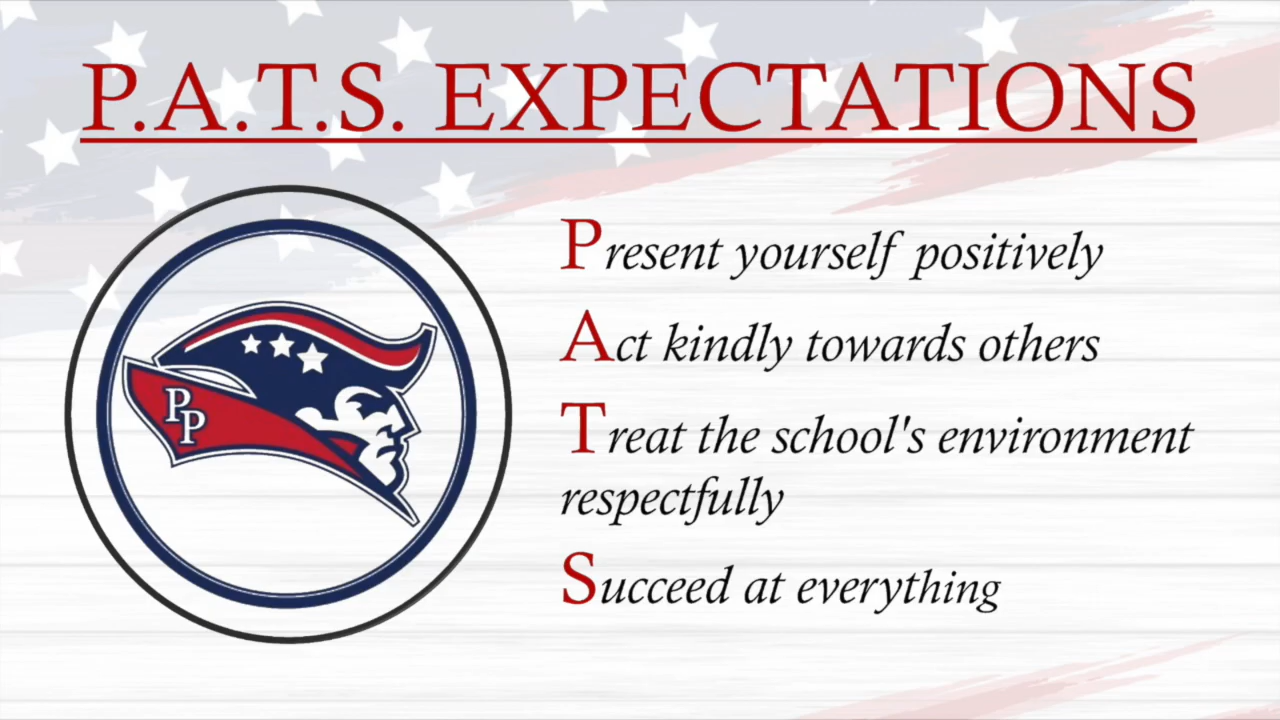 P.A.T.S. EXPECTATIONS
Present yourself positively
Act kindly towards others
Treat the school's environment
respectfully
Succeed at everything
PP